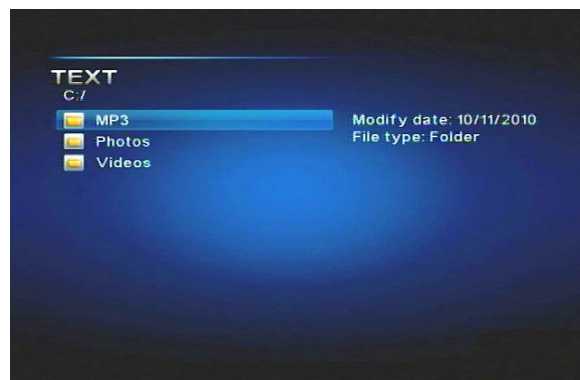 TEXT
C:/
MP3
Modify date: 10/11/2010
Photos
File type: Folder
Videos